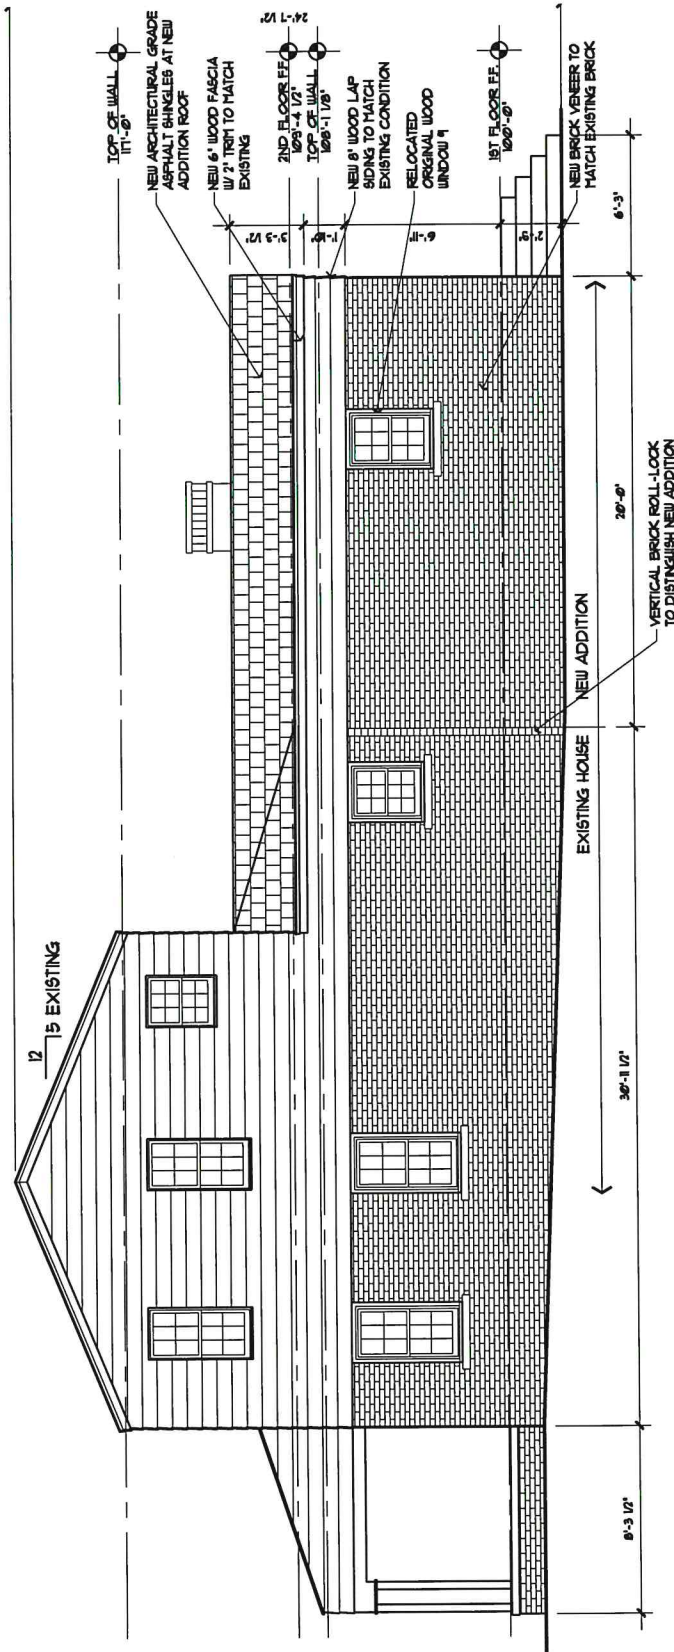 24'-1 1/2"
TOP OF WALL
117'-0"
NEW ARCHITECTURAL GRADE
ASPHALT SHINGLES AT NEW
ADDITION ROOF
NEW 6" WOOD FASCIA
W/ 2" TRIM TO MATCH
EXISTING
2ND FLOOR FF.
109'-4 1/2"
TOP OF WALL
108'-1 1/8"
NEW 8" WOOD LAP
SIDING TO MATCH
EXISTING CONDITION
RELOCATED
ORIGINAL WOOD
WINDOW 9
1ST FLOOR FF.
100'-0"
NEW BRICK VENEER TO
MATCH EXISTING BRICK
3'-3 1/2"
1'-10"
6'-11"
2'-9"
12
5 EXISTING
EXISTING HOUSE
NEW ADDITION
VERTICAL BRICK ROLL-LOCK
TO DISTINGUISH NEW ADDITION
8'-3 1/2"
30'-11 1/2"
20'-0"
6'-3"